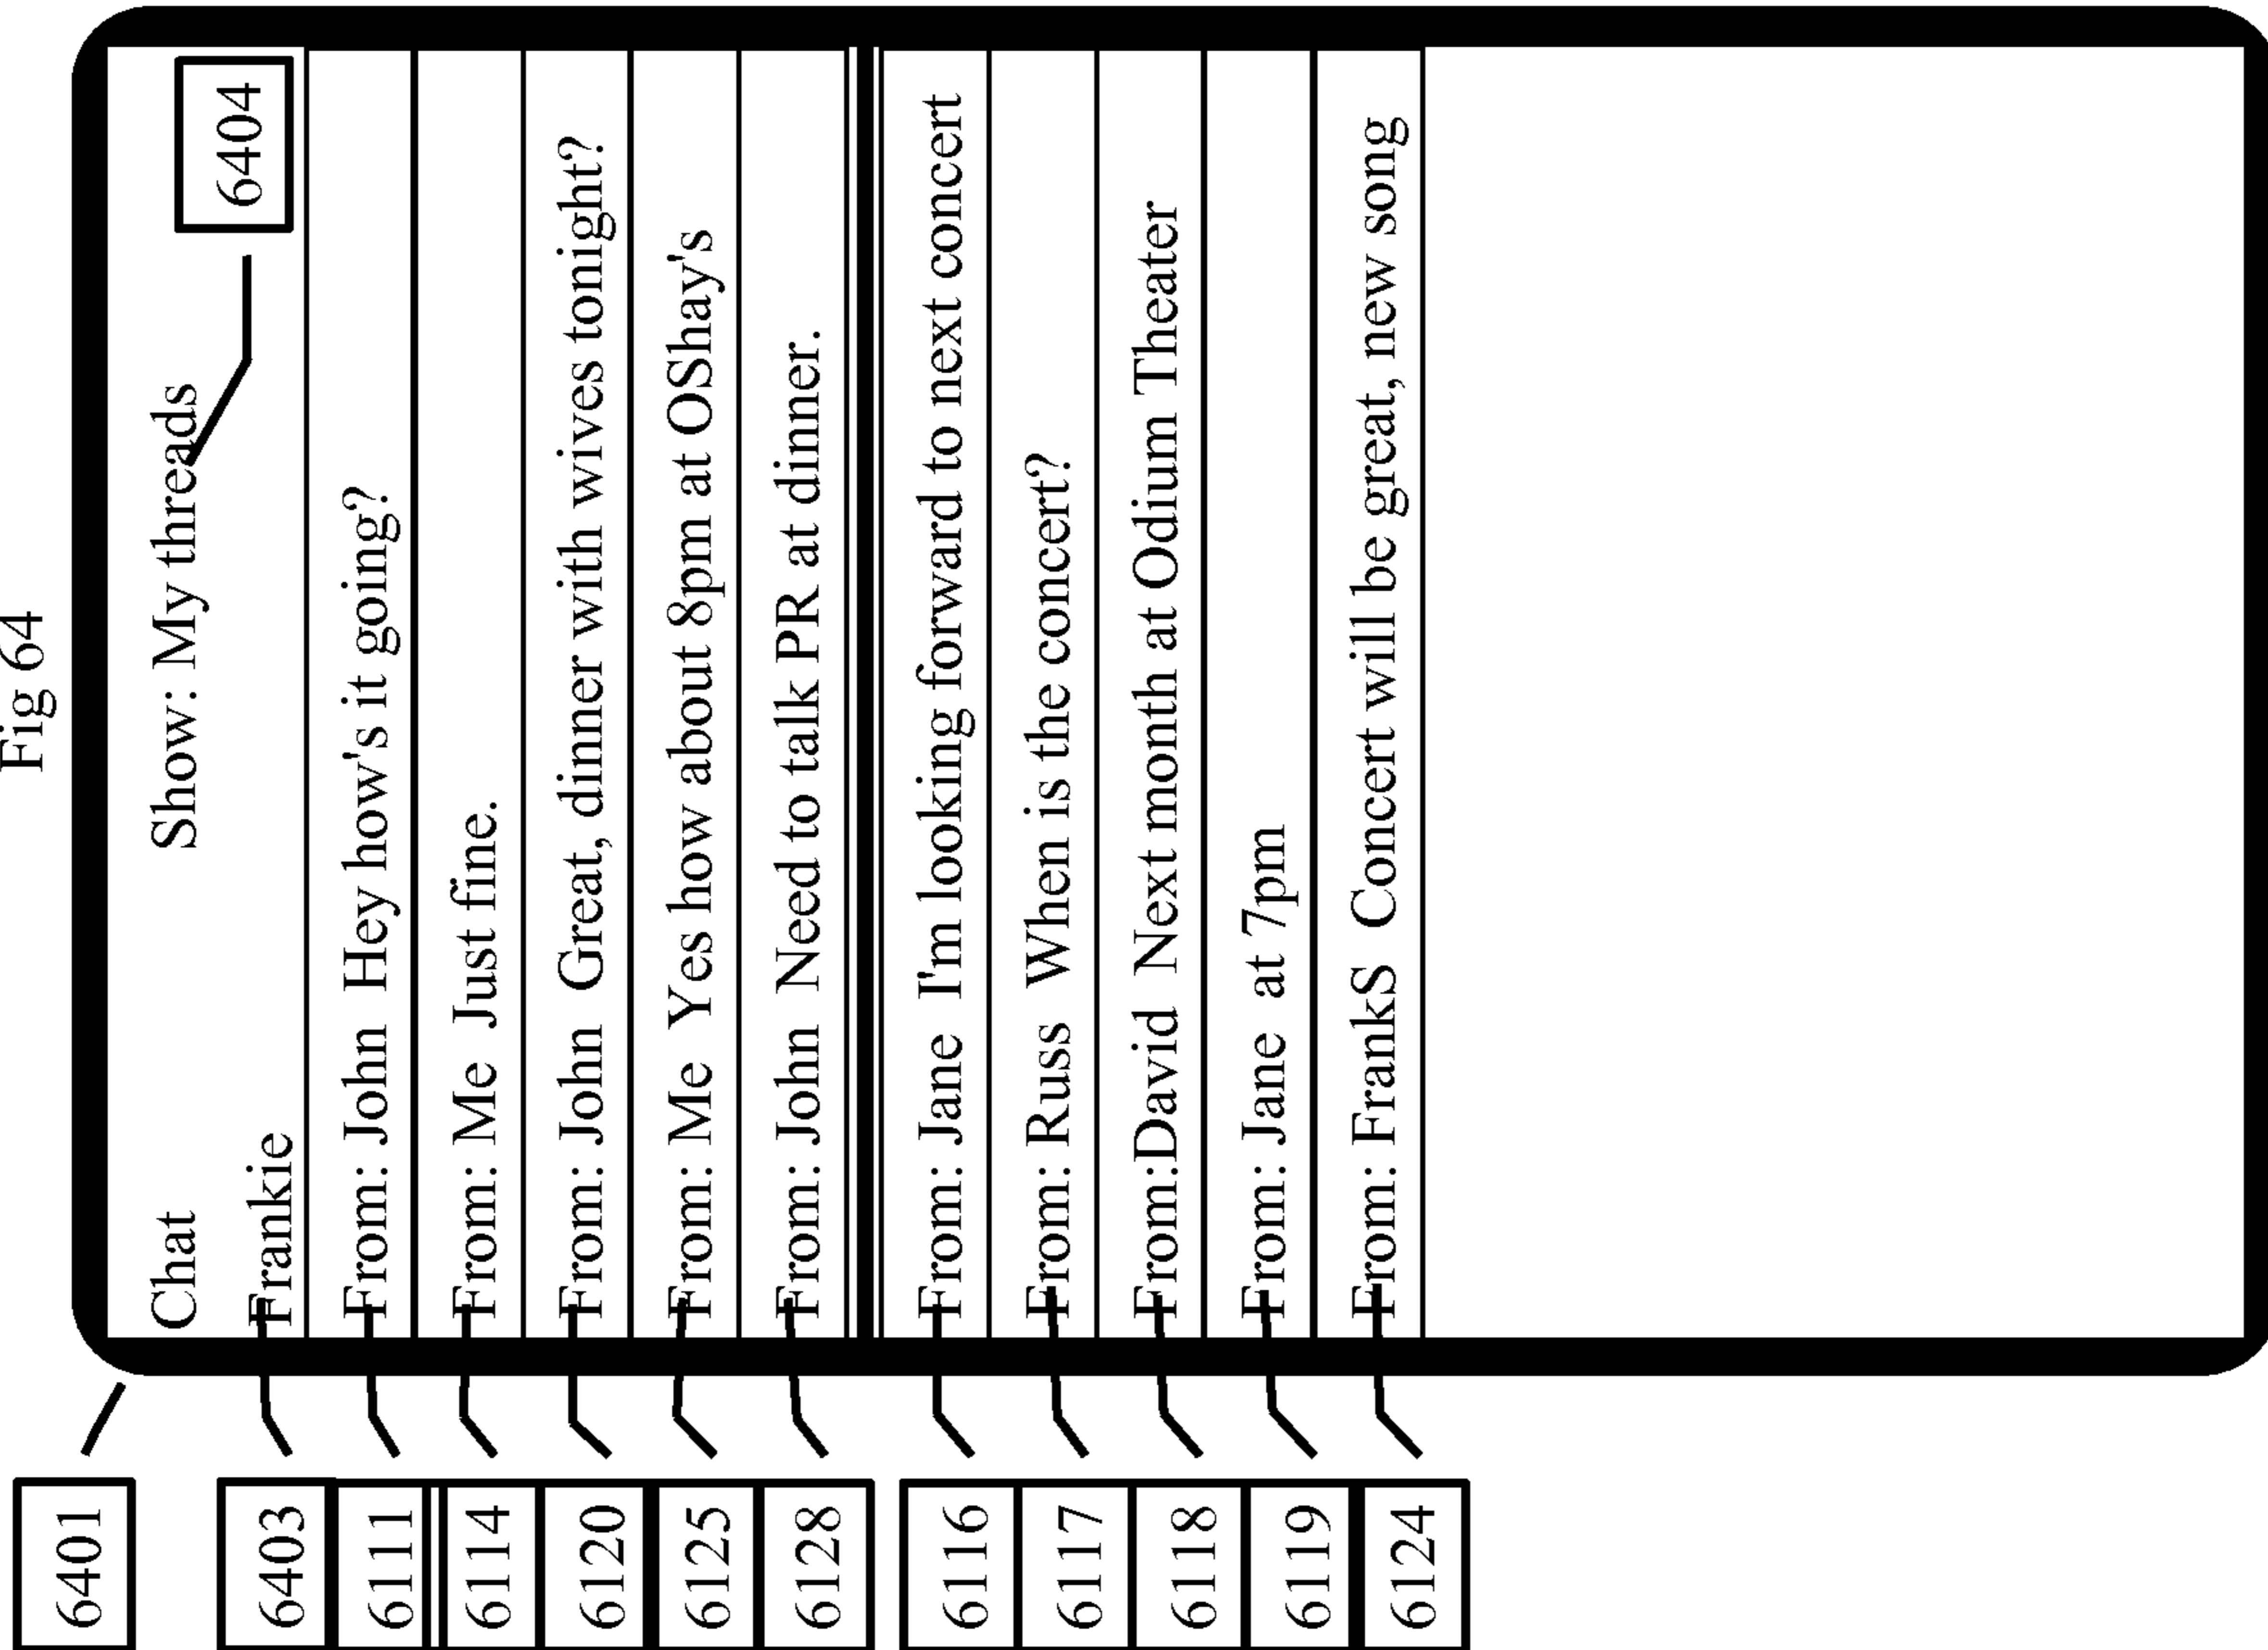 Fig 64
6401
Chat Show: My threads
6404
6403 Frankie
6111 From: John Hey how's it going?
6114 From: Me Just fine.
6120 From: John Great, dinner with wives tonight?
6125 From: Me Yes how about 8pm at OShay's
6128 From: John Need to talk PR at dinner.
6116 From: Jane I'm looking forward to next concert
6117 From: Russ When is the concert?
6118 From:David Next month at Odium Theater
6119 From: Jane at 7pm
6124 From: FrankS Concert will be great, new song